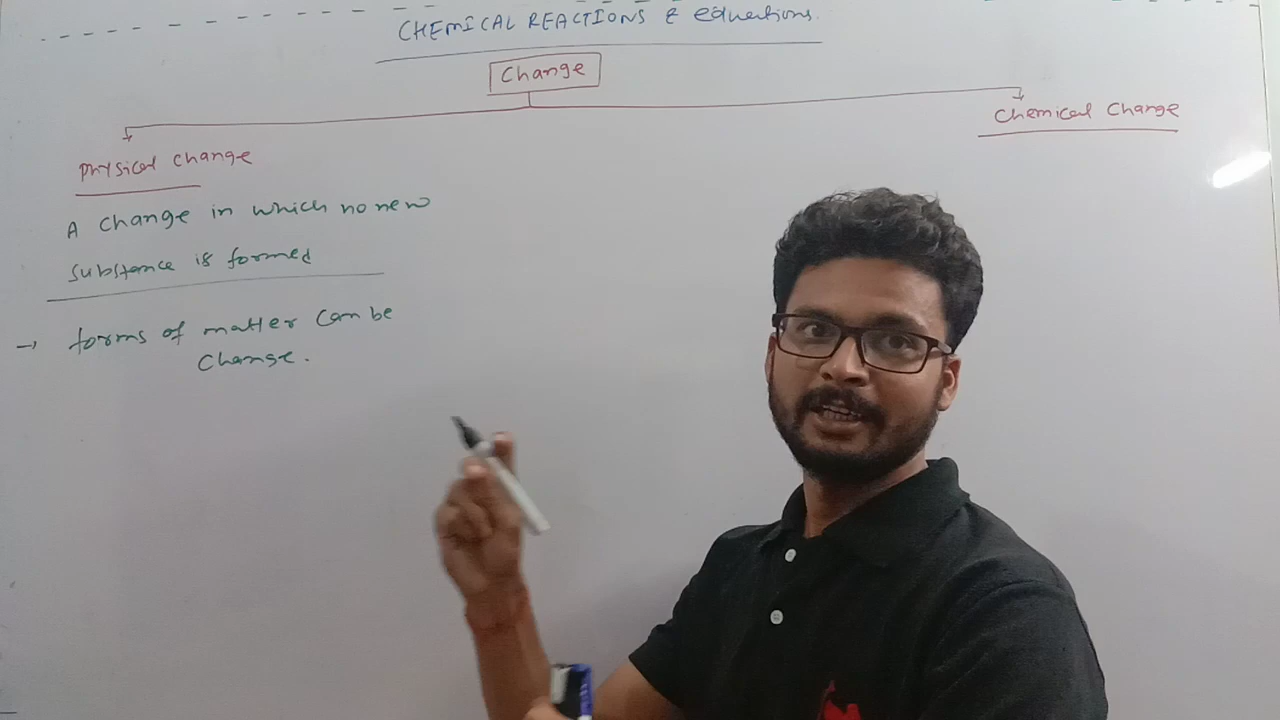 CHEMICAL REACTIONS & equations.
Change
Chemical Change
Physical Change
A change in which no new
substance is formed
→ forms of matter can be
Change.